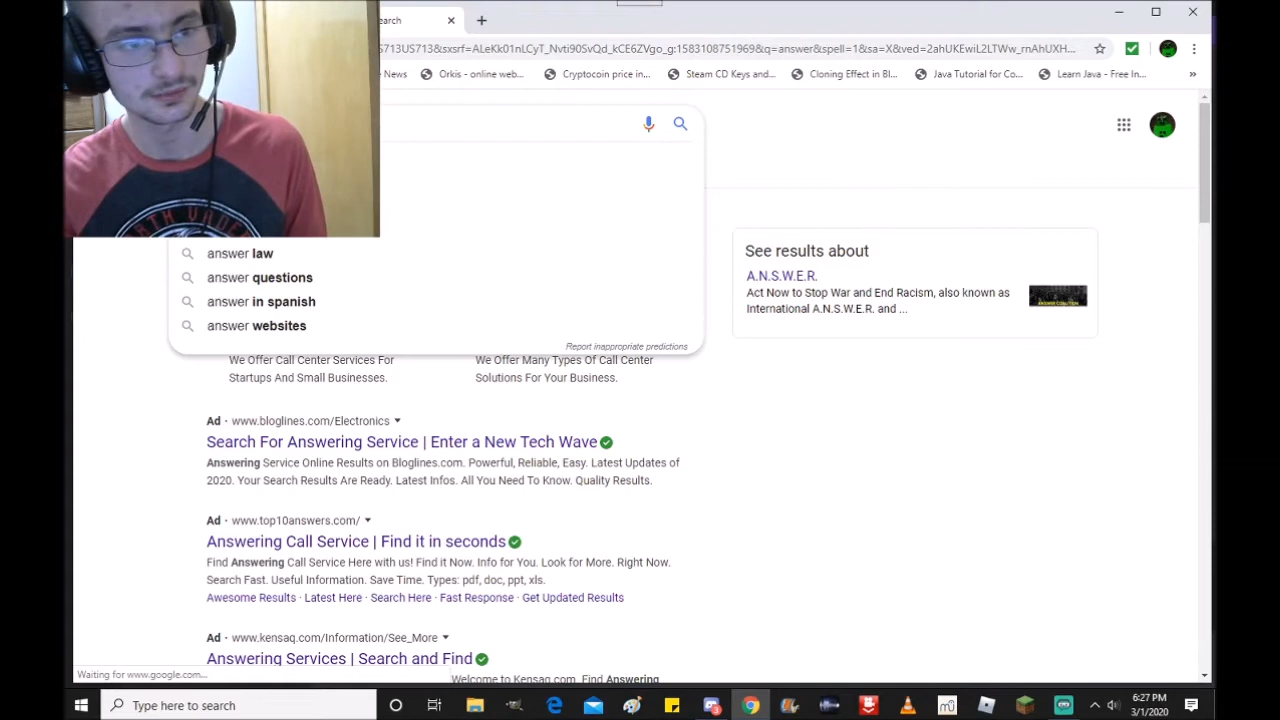 earch
S713US713&sxsrf=ALeKk01nLCyT_Nvti90SvQd_kCE6ZVgo_g:1583108751969&q=answer&spell=1&sa=X&ved=2ahUKEwiL2LTWw_rnAhUXH...
News Orkis - online web... Cryptocoin price in... Steam CD Keys and... Cloning Effect in Bl... Java Tutorial for Co... Learn Java - Free In... »
answer law
answer questions
answer in spanish
answer websites
Report inappropriate predictions
See results about
A.N.S.W.E.R.
Act Now to Stop War and End Racism, also known as
International A.N.S.W.E.R. and ...
We Offer Call Center Services For
Startups And Small Businesses.
We Offer Many Types Of Call Center
Solutions For Your Business.
Ad · www.bloglines.com/Electronics
Search For Answering Service | Enter a New Tech Wave
Answering Service Online Results on Bloglines.com. Powerful, Reliable, Easy. Latest Updates of
2020. Your Search Results Are Ready. Latest Infos. All You Need To Know. Quality Results.
Ad · www.top10answers.com/
Answering Call Service | Find it in seconds
Find Answering Call Service Here with us! Find it Now. Info for You. Look for More. Right Now.
Search Fast. Useful Information. Save Time. Types: pdf, doc, ppt, xls.
Awesome Results · Latest Here · Search Here · Fast Response · Get Updated Results
Ad · www.kensaq.com/Information/See_More
Answering Services | Search and Find
Welcome to Kensaq.com. Find Answering
Waiting for www.google.com...
Type here to search
6:27 PM
3/1/2020